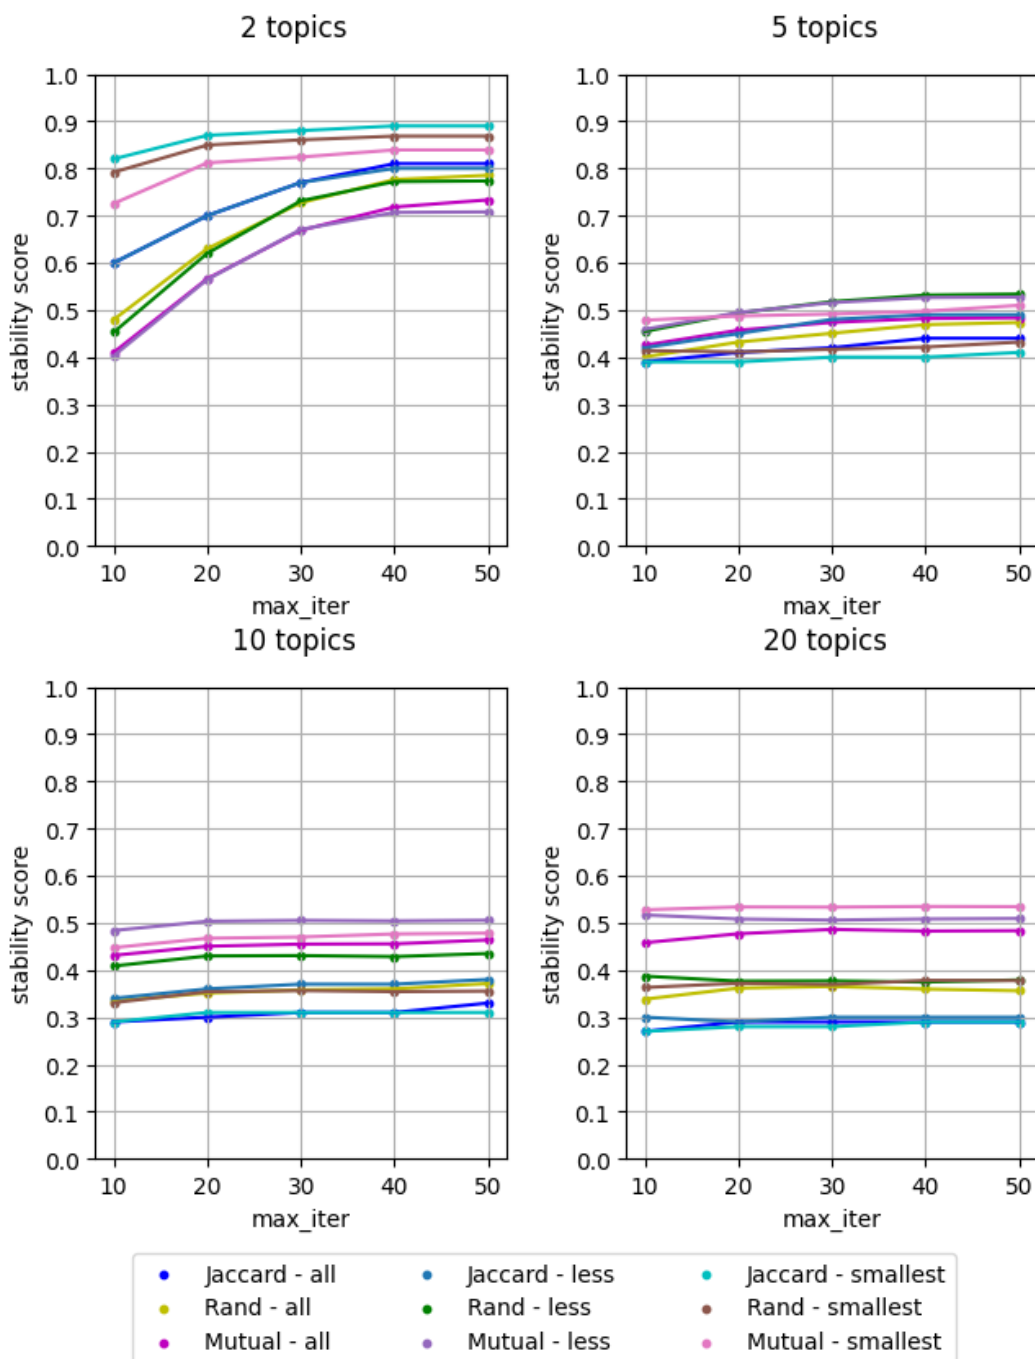 2 topics
5 topics
1.0
0.9
0.8
0.7
0.6
0.5
0.4
0.3
0.2
0.1
0.0
stability score
10 20 30 40 50
max_iter
1.0
0.9
0.8
0.7
0.6
0.5
0.4
0.3
0.2
0.1
0.0
stability score
10 20 30 40 50
max_iter
10 topics
20 topics
1.0
0.9
0.8
0.7
0.6
0.5
0.4
0.3
0.2
0.1
0.0
stability score
10 20 30 40 50
max_iter
1.0
0.9
0.8
0.7
0.6
0.5
0.4
0.3
0.2
0.1
0.0
stability score
10 20 30 40 50
max_iter
Jaccard - all Jaccard - less Jaccard - smallest
Rand - all Rand - less Rand - smallest
Mutual - all Mutual - less Mutual - smallest